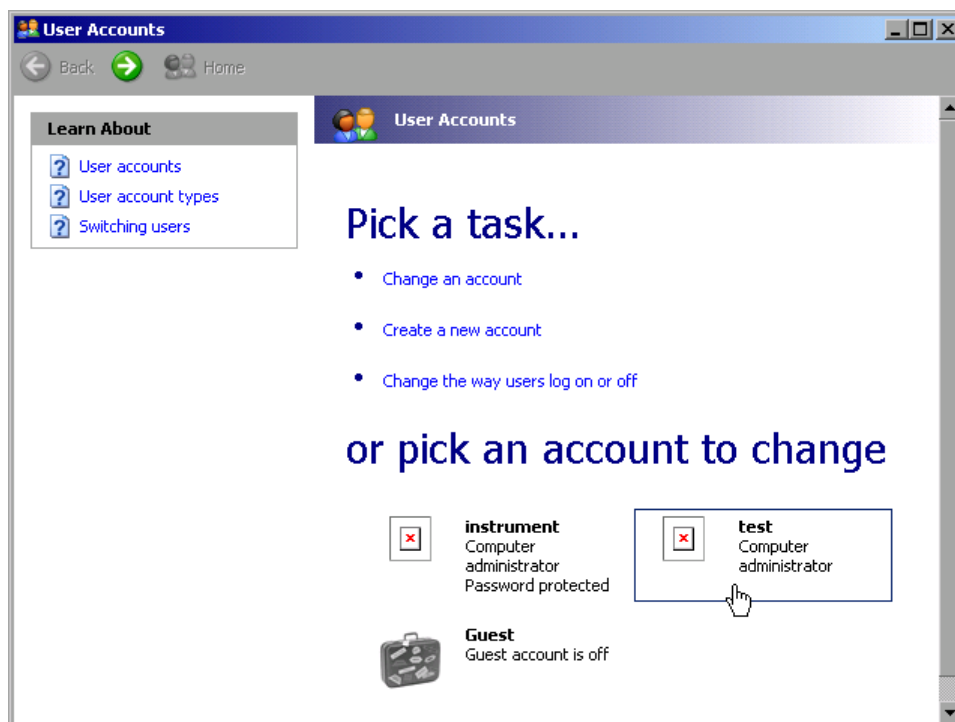 User Accounts
Back Home
Learn About
User accounts
User account types
Switching users
User Accounts
Pick a task...
Change an account
Create a new account
Change the way users log on or off
or pick an account to change
instrument
Computer
administrator
Password protected
test
Computer
administrator
Guest
Guest account is off